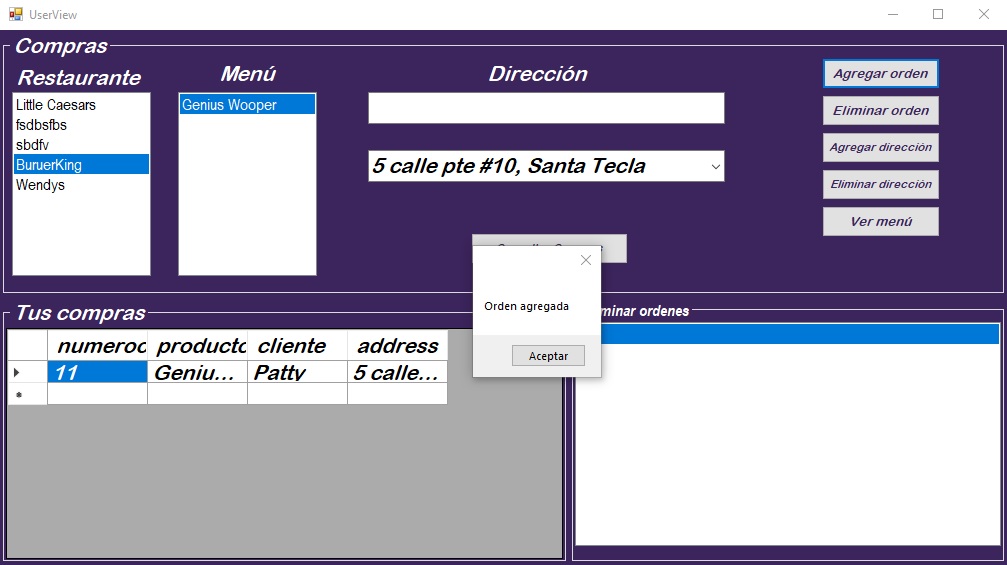 UserView
Compras
Restaurante
Menú
Dirección
Little Caesars
fsdbsfbs
sbdfv
BuruerKing
Wendys
Genius Wooper
5 calle pte #10, Santa Tecla
Agregar orden
Eliminar orden
Agregar dirección
Eliminar dirección
Ver menú
Orden agregada
Aceptar
Tus compras
numeroc producto cliente address
11 Geniu... Patty 5 calle...
ordenes